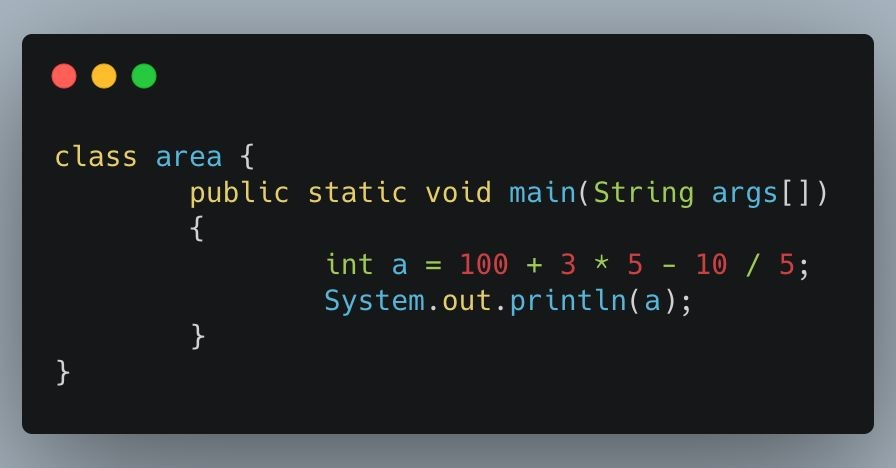 class area {
        public static void main(String args[])
        {
                int a = 100 + 3 * 5 - 10 / 5;
                System.out.println(a);
        }
}